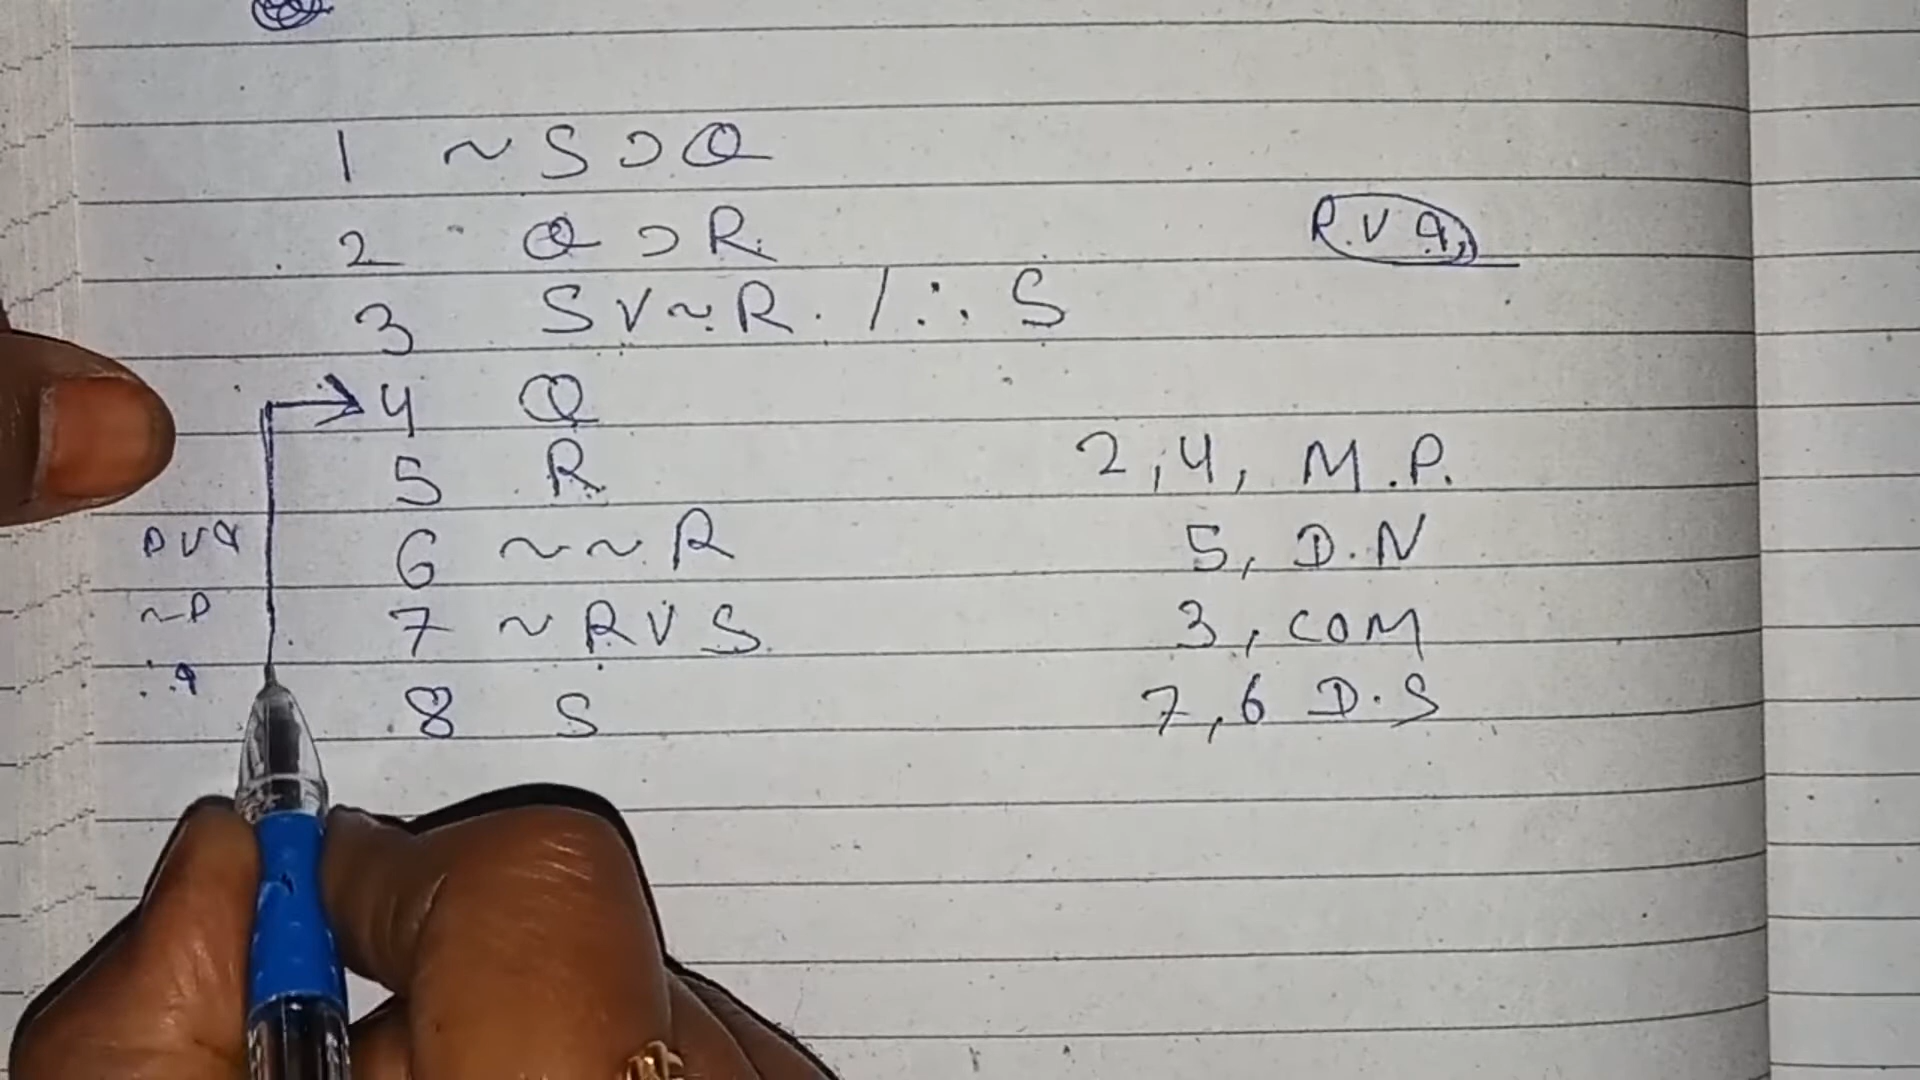 1 ~ S ⊃ Q
2 Q ⊃ R
R V Q
3 S V ~ R. / ∴ S
4 Q
5 R 2, 4, M.P.
6 ~ ~ R 5, D.N
7 ~ R V S 3, COM
8 S 7, 6 D.S
P V q
~P
∴ q